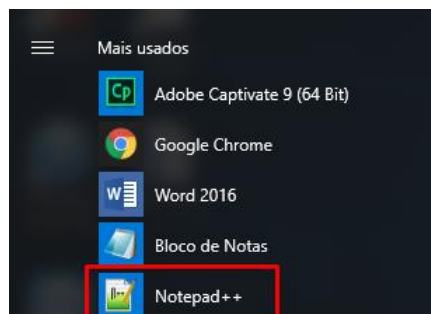 Mais usados
Cp
Adobe Captivate 9 (64 Bit)
Google Chrome
W
Word 2016
Bloco de Notas
Notepad++